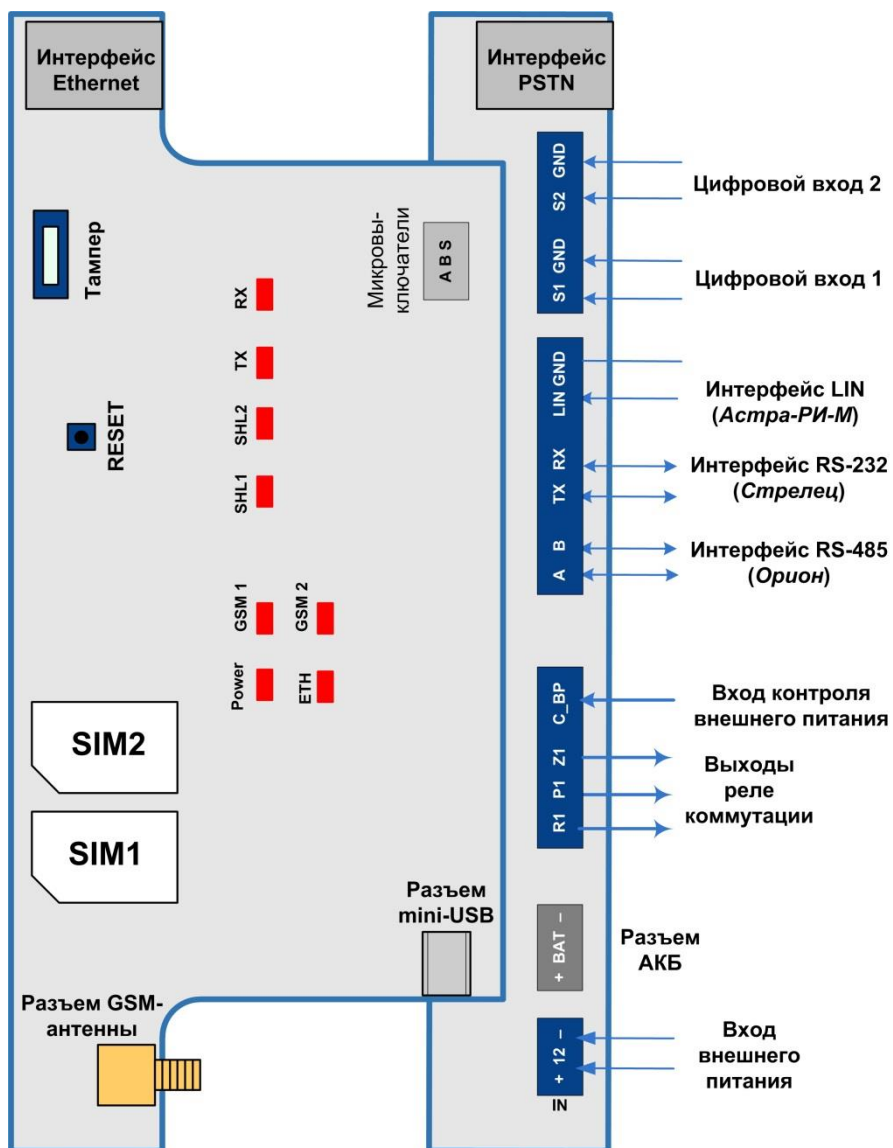 Интерфейс
Ethernet
Интерфейс
PSTN
S2 GND
Цифровой вход 2
Тампер
Микровы-
ключатели
A B S
S1 GND
Цифровой вход 1
RX
TX
SHL2
SHL1
RESET
LIN GND
Интерфейс LIN
(Астра-РИ-М)
TX RX
Интерфейс RS-232
(Стрелец)
A B
Интерфейс RS-485
(Орион)
GSM 1
GSM 2
Power
ETH
C_BP
Вход контроля
внешнего питания
SIM2
R1 P1 Z1
Выходы
реле
коммутации
SIM1
Разъем
mini-USB
+ BAT –
Разъем
АКБ
Разъем GSM-
антенны
+ 12 –
IN
Вход
внешнего
питания